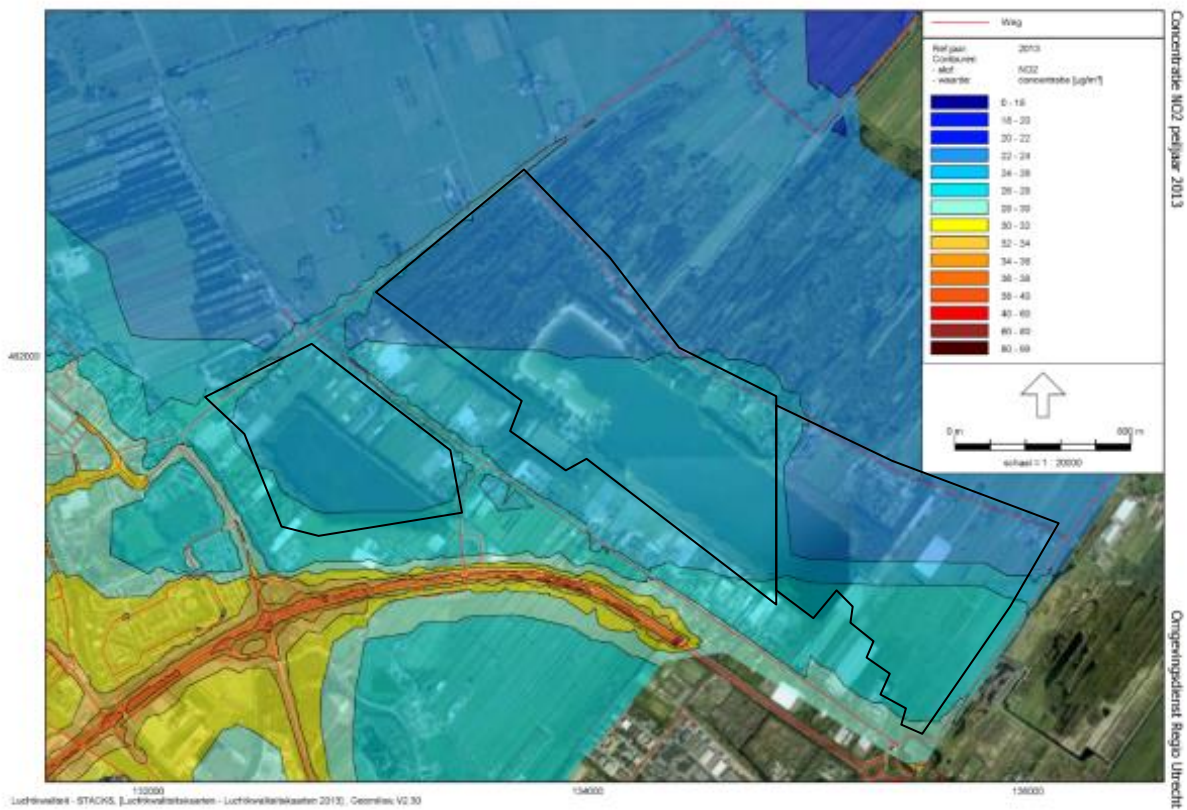 Weg
Ref.jaar: 2013
Contouren:
- stof: NO2
- waarde: concentratie [µg/m³]
0 - 18
18 - 20
20 - 22
22 - 24
24 - 26
26 - 28
28 - 30
30 - 32
32 - 34
34 - 36
36 - 38
38 - 40
40 - 60
60 - 80
80 - 99
0 m 800 m
schaal = 1 : 20000
Concentratie NO2 peiljaar 2013
Omgevingsdienst Regio Utrecht
462000
132000 134000 136000
Luchtkwaliteit - STACKS, [Luchtkwaliteitskaarten - Luchtkwaliteitskaarten 2013], Geomilieu V2.30